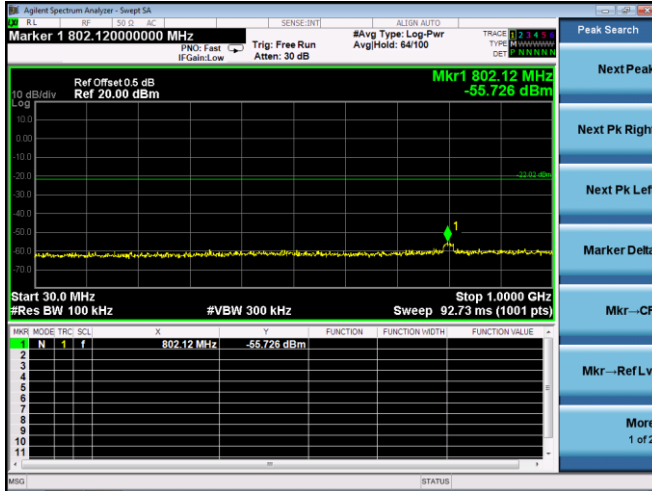 Agilent Spectrum Analyzer - Swept SA
RL RF 50 Ω AC SENSE:INT ALIGN AUTO
Marker 1 802.120000000 MHz
PNO: Fast
IFGain:Low
Trig: Free Run
Atten: 30 dB
#Avg Type: Log-Pwr
Avg|Hold: 64/100
TRACE 1 2 3 4 5 6
TYPE M WWWWW
DET P N N N N N
Ref Offset 0.5 dB
Ref 20.00 dBm
10 dB/div
Log
Mkr1 802.12 MHz
-55.726 dBm
10.0
0.00
-10.0
-20.0
-22.02 dBm
-30.0
-40.0
-50.0
1
-60.0
-70.0
Start 30.0 MHz Stop 1.0000 GHz
#Res BW 100 kHz #VBW 300 kHz Sweep 92.73 ms (1001 pts)
MKR MODE TRC SCL X Y FUNCTION FUNCTION WIDTH FUNCTION VALUE
1 N 1 f 802.12 MHz -55.726 dBm
2
3
4
5
6
7
8
9
10
11
MSG STATUS
Peak Search
Next Peak
Next Pk Right
Next Pk Lef
Marker Delta
Mkr→CF
Mkr→Ref Lv
More
1 of 2